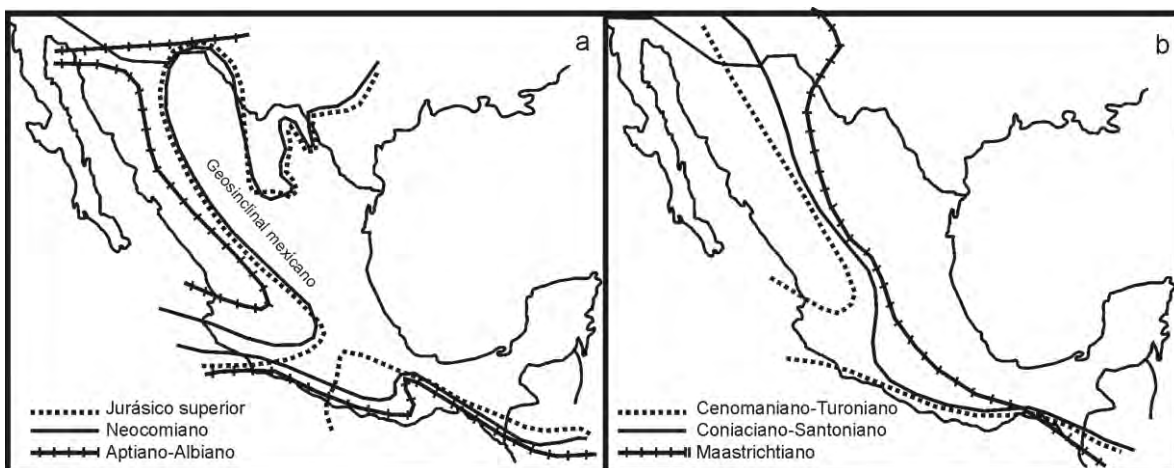 a
Geosinclinal mexicano
Jurásico superior
Neocomiano
Aptiano-Albiano
b
Cenomaniano-Turoniano
Coniaciano-Santoniano
Maastrichtiano